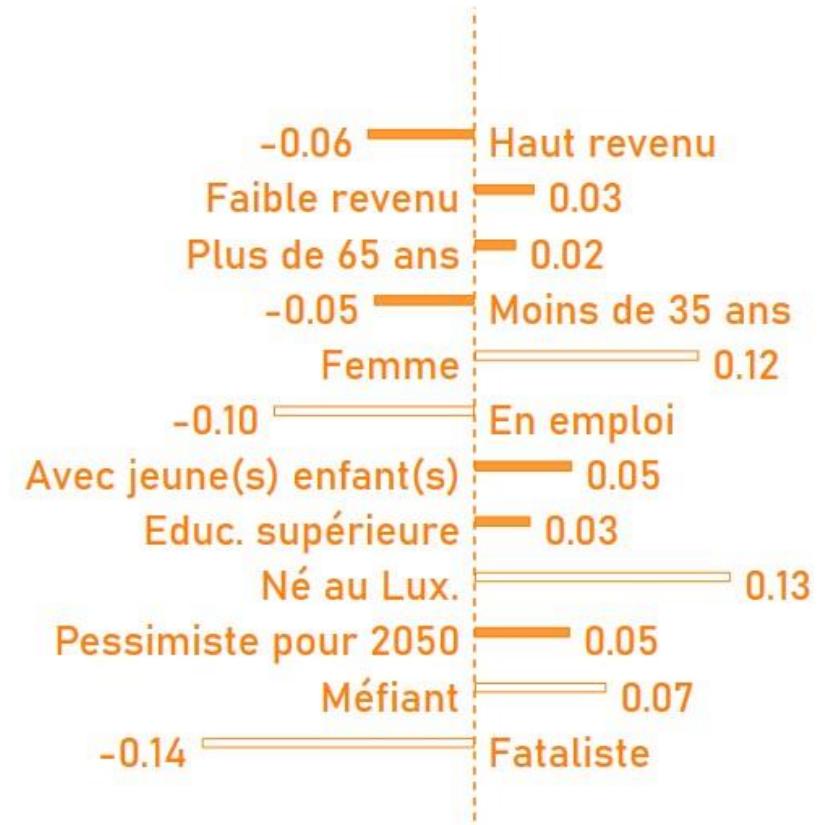 -0.06 Haut revenu
Faible revenu 0.03
Plus de 65 ans 0.02
-0.05 Moins de 35 ans
Femme 0.12
-0.10 En emploi
Avec jeune(s) enfant(s) 0.05
Educ. supérieure 0.03
Né au Lux. 0.13
Pessimiste pour 2050 0.05
Méfiant 0.07
-0.14 Fataliste